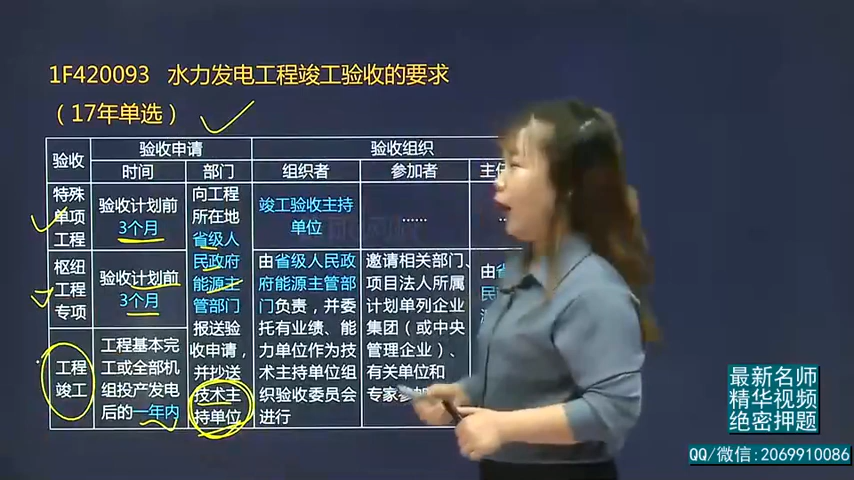 1F420093 水力发电工程竣工验收的要求
（17年单选）
验收
验收申请
验收组织
时间
部门
组织者
参加者
主任
特殊
单项
工程
验收计划前
3个月
向工程
所在地
省级人
民政府
能源主
管部门
报送验
收申请，
并抄送
技术主
持单位
竣工验收主持
单位
……
枢纽
工程
专项
验收计划前
3个月
由省级人民政
府能源主管部
门负责，并委
托有业绩、能
力单位作为技
术主持单位组
织验收委员会
进行
邀请相关部门、
项目法人所属
计划单列企业
集团（或中央
管理企业）、
有关单位和
专家参加
由省
民
工程
竣工
工程基本完
工或全部机
组投产发电
后的一年内
最新名师
精华视频
绝密押题
QQ/微信:2069910086